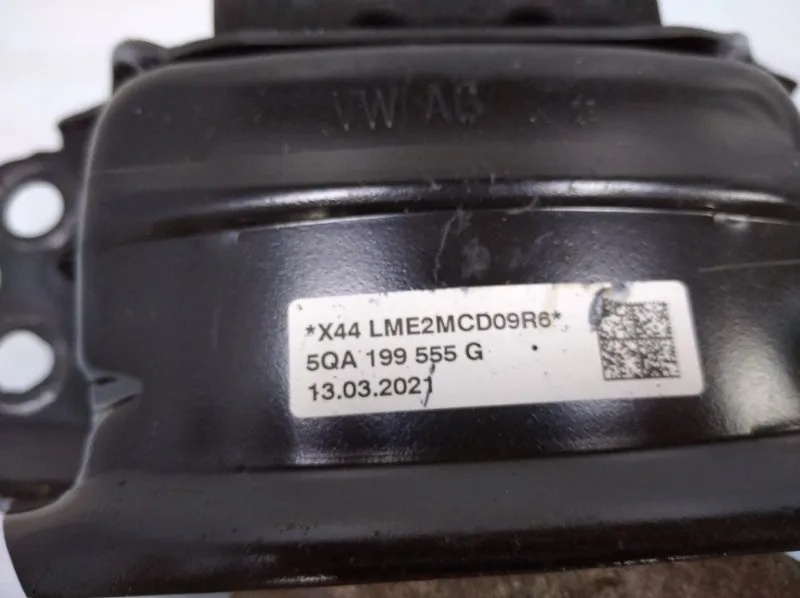 VW AG
*X44 LME2MCD09R6*
5QA 199 555 G
13.03.2021